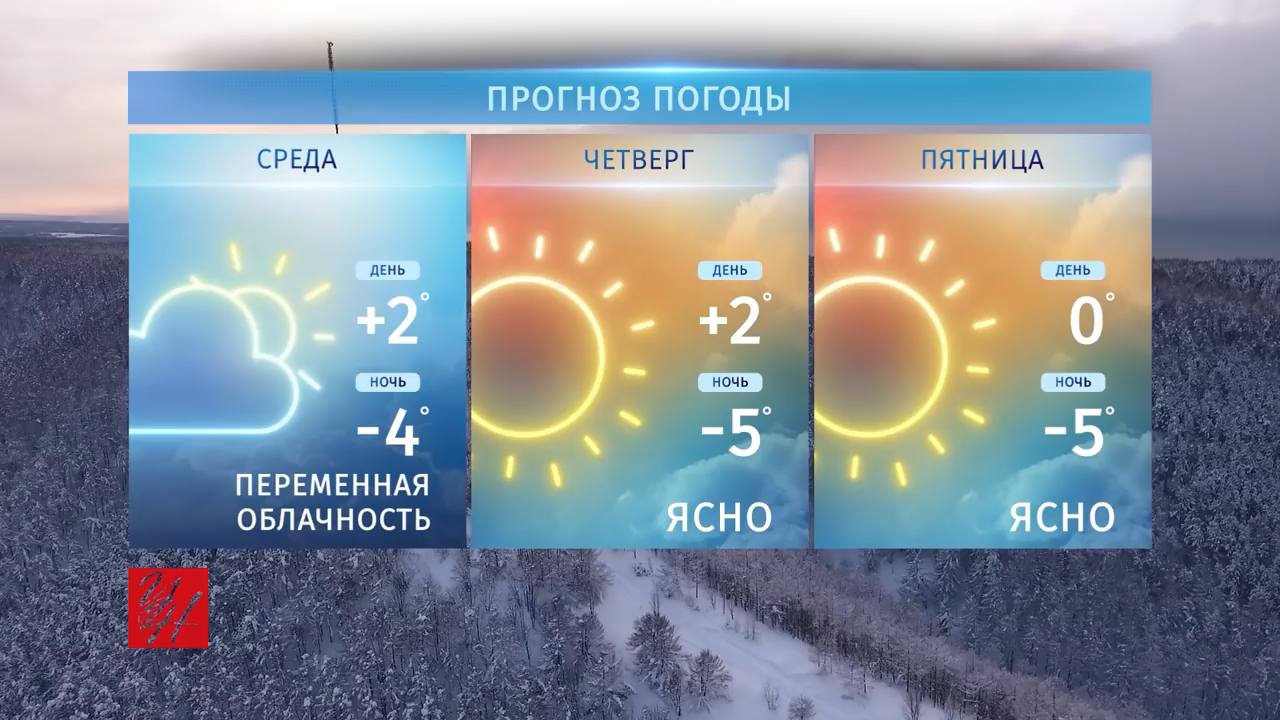 ПРОГНОЗ ПОГОДЫ
СРЕДА
ДЕНЬ
+2°
НОЧЬ
-4°
ПЕРЕМЕННАЯ
ОБЛАЧНОСТЬ
ЧЕТВЕРГ
ДЕНЬ
+2°
НОЧЬ
-5°
ЯСНО
ПЯТНИЦА
ДЕНЬ
0°
НОЧЬ
-5°
ЯСНО